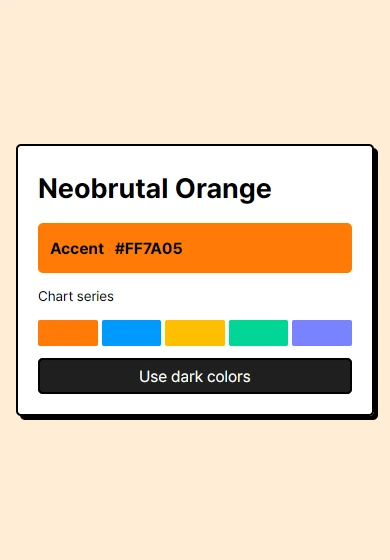 Neobrutal Orange
Accent #FF7A05
Chart series
Use dark colors